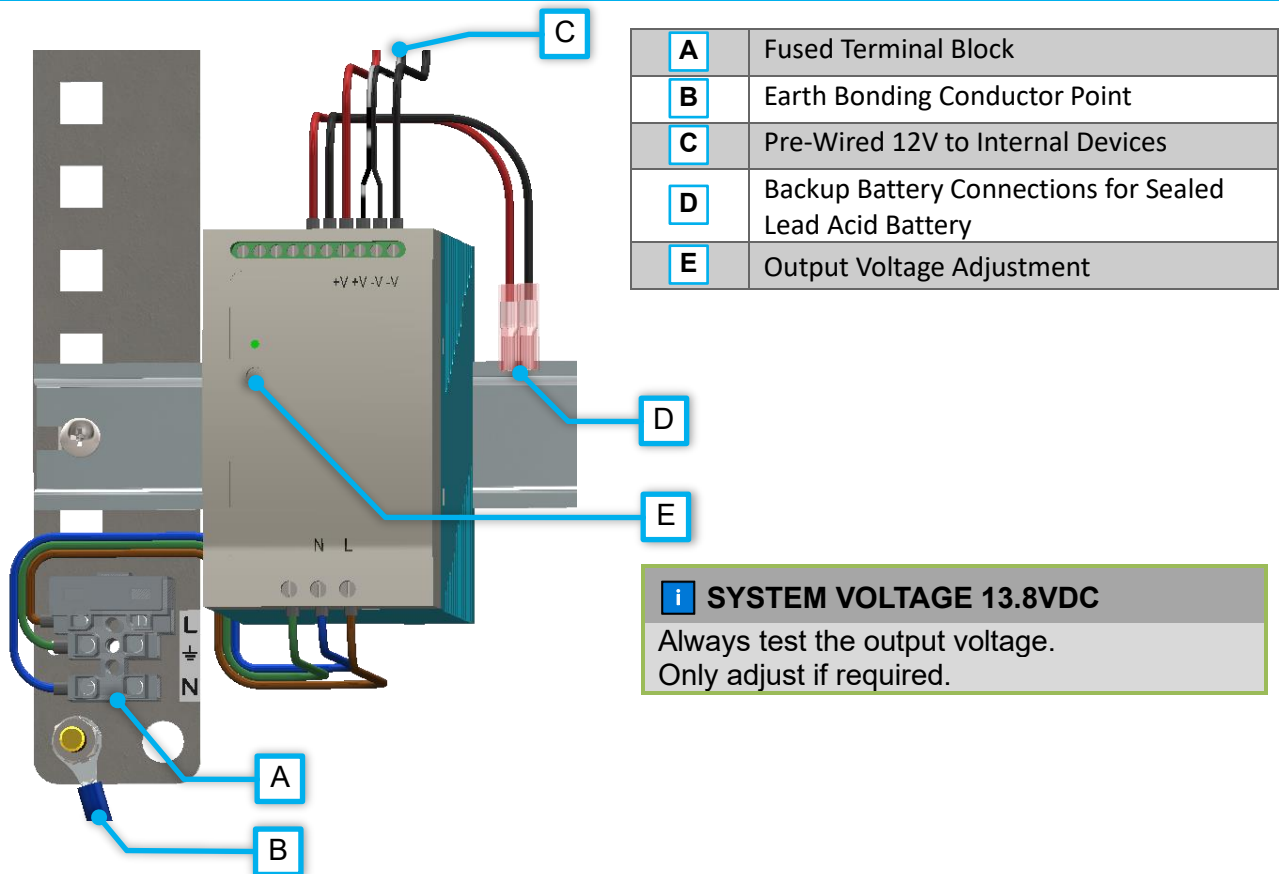 C
A Fused Terminal Block
B Earth Bonding Conductor Point
C Pre-Wired 12V to Internal Devices
D Backup Battery Connections for Sealed
Lead Acid Battery
E Output Voltage Adjustment
+V +V -V -V
D
E
N L
L
N
A
B
i SYSTEM VOLTAGE 13.8VDC
Always test the output voltage.
Only adjust if required.